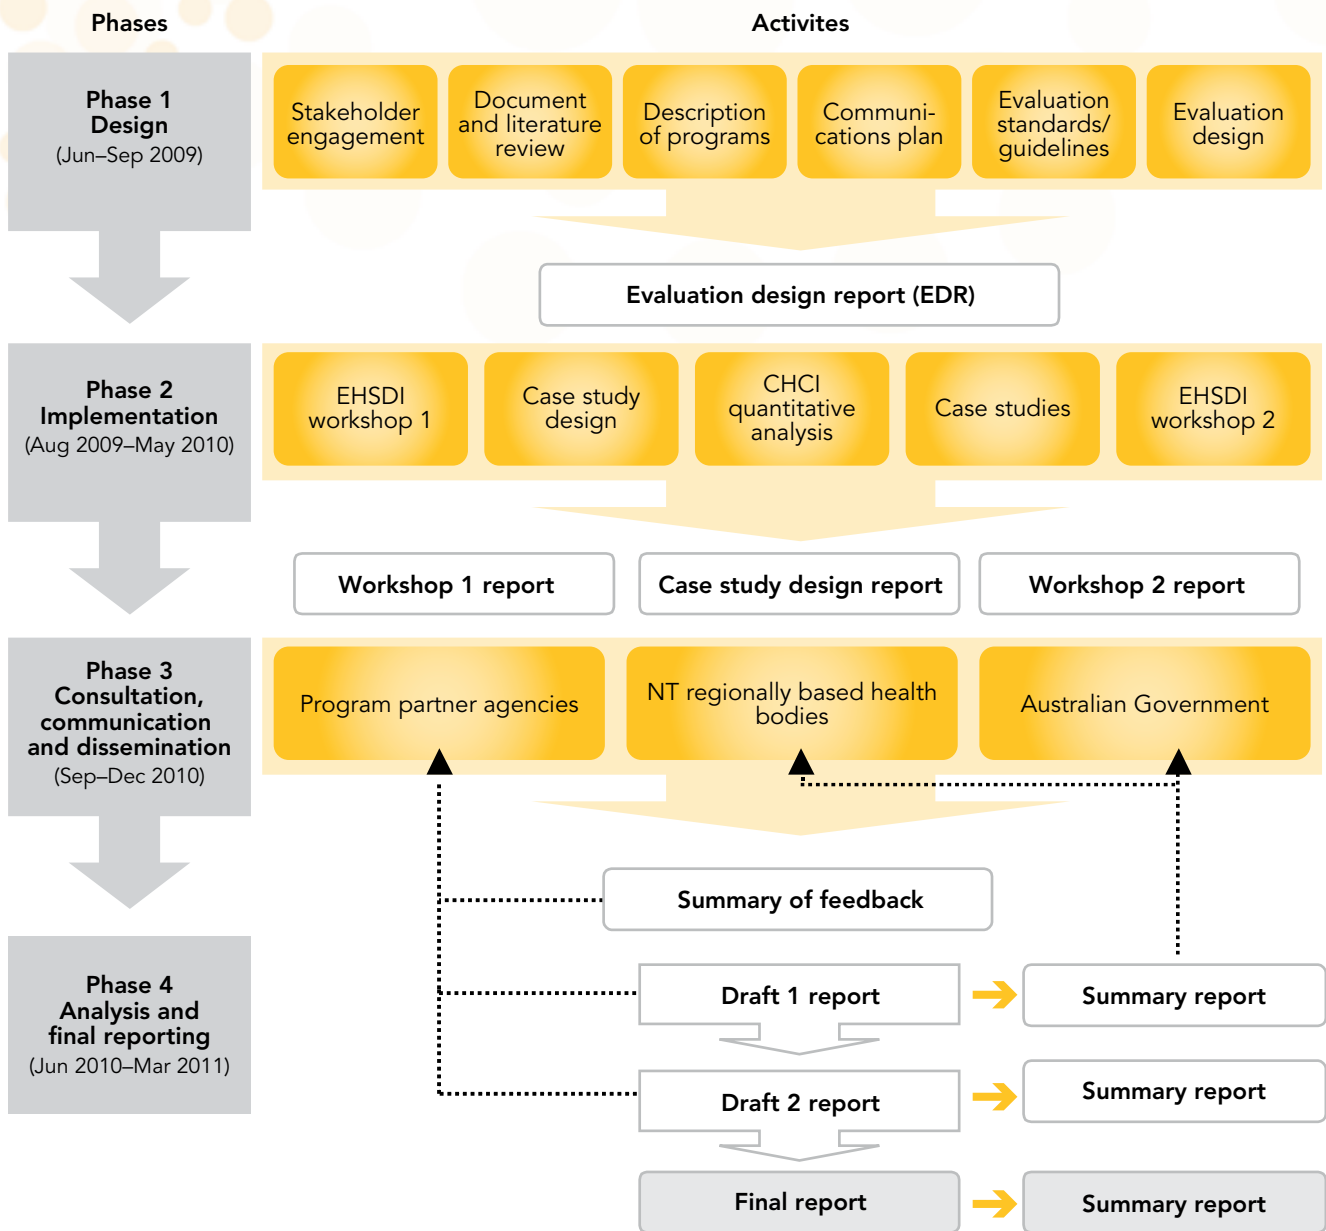 Phases
Activites
Phase 1
Design
(Jun–Sep 2009)
Stakeholder
engagement
Document
and literature
review
Description
of programs
Communi-
cations plan
Evaluation
standards/
guidelines
Evaluation
design
Evaluation design report (EDR)
Phase 2
Implementation
(Aug 2009–May 2010)
EHSDI
workshop 1
Case study
design
CHCI
quantitative
analysis
Case studies
EHSDI
workshop 2
Workshop 1 report
Case study design report
Workshop 2 report
Phase 3
Consultation,
communication
and dissemination
(Sep–Dec 2010)
Program partner agencies
NT regionally based health
bodies
Australian Government
Summary of feedback
Phase 4
Analysis and
final reporting
(Jun 2010–Mar 2011)
Draft 1 report
Summary report
Draft 2 report
Summary report
Final report
Summary report